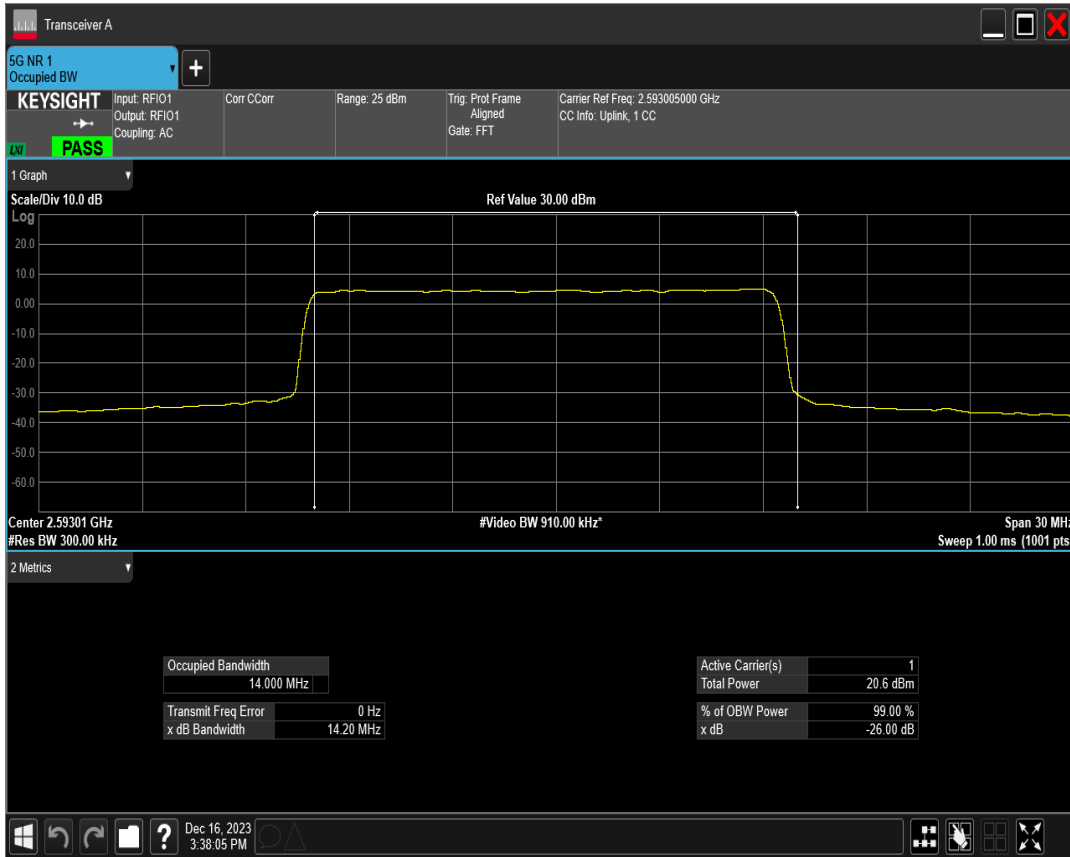 Transceiver A
5G NR 1
Occupied BW
KEYSIGHT
LXI
PASS
Input: RFIO1
Output: RFIO1
Coupling: AC
Corr CCorr
Range: 25 dBm
Trig: Prot Frame
Aligned
Gate: FFT
Carrier Ref Freq: 2.593005000 GHz
CC Info: Uplink, 1 CC
1 Graph
Scale/Div 10.0 dB
Ref Value 30.00 dBm
Log
20.0
10.0
0.00
-10.0
-20.0
-30.0
-40.0
-50.0
-60.0
Center 2.59301 GHz
#Video BW 910.00 kHz*
Span 30 MHz
#Res BW 300.00 kHz
Sweep 1.00 ms (1001 pts
2 Metrics
Occupied Bandwidth
14.000 MHz
Transmit Freq Error 0 Hz
x dB Bandwidth 14.20 MHz
Active Carrier(s) 1
Total Power 20.6 dBm
% of OBW Power 99.00 %
x dB -26.00 dB
?
Dec 16, 2023
3:38:05 PM